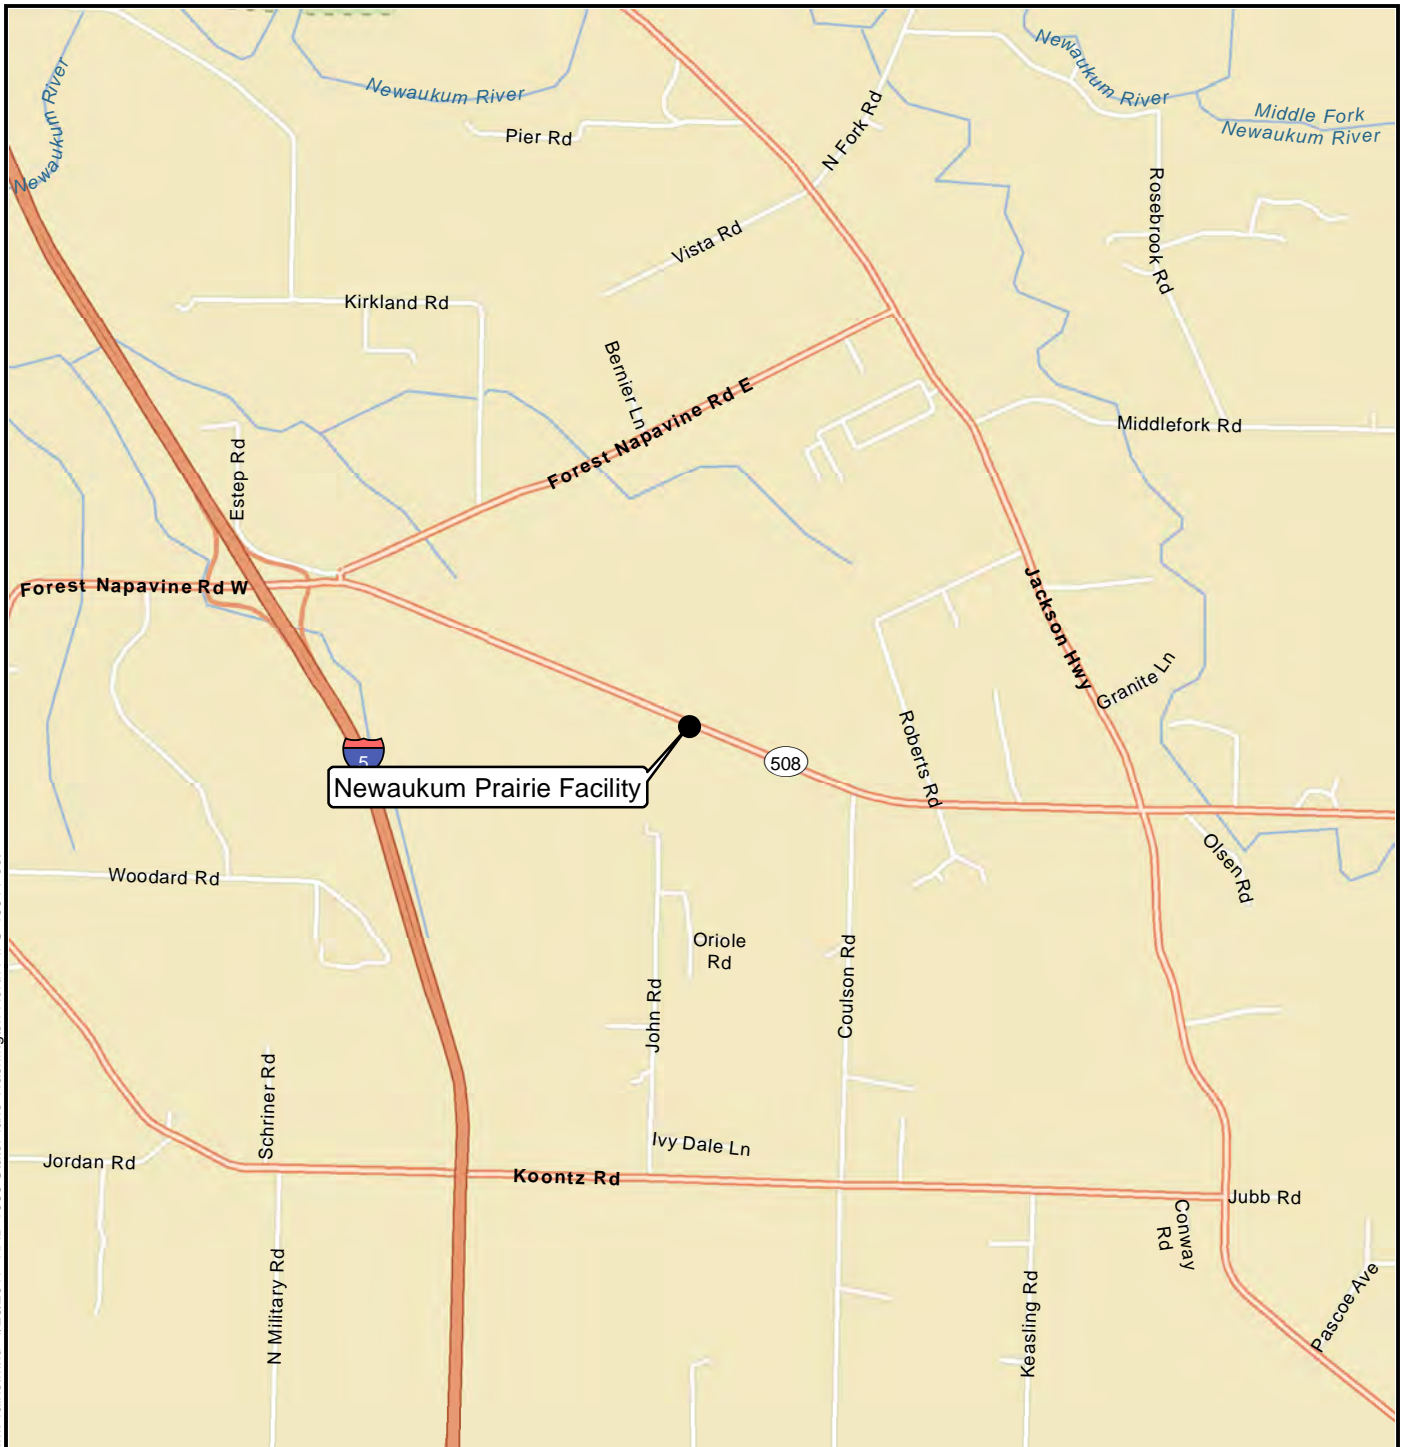 Newaukum River
Newaukum River
Newaukum River
Middle Fork
Newaukum River
Pier Rd
N Fork Rd
Rosebrook Rd
Vista Rd
Kirkland Rd
Bernier Ln
Forest Napavine Rd E
Middlefork Rd
Estep Rd
Forest Napavine Rd W
Jackson Hwy
Granite Ln
Roberts Rd
5
508
Newaukum Prairie Facility
Olsen Rd
Woodard Rd
Oriole
Rd
John Rd
Coulson Rd
Schriner Rd
Jordan Rd
Ivy Dale Ln
Koontz Rd
Jubb Rd
Conway
Rd
N Military Rd
Keasling Rd
Pascoe Ave